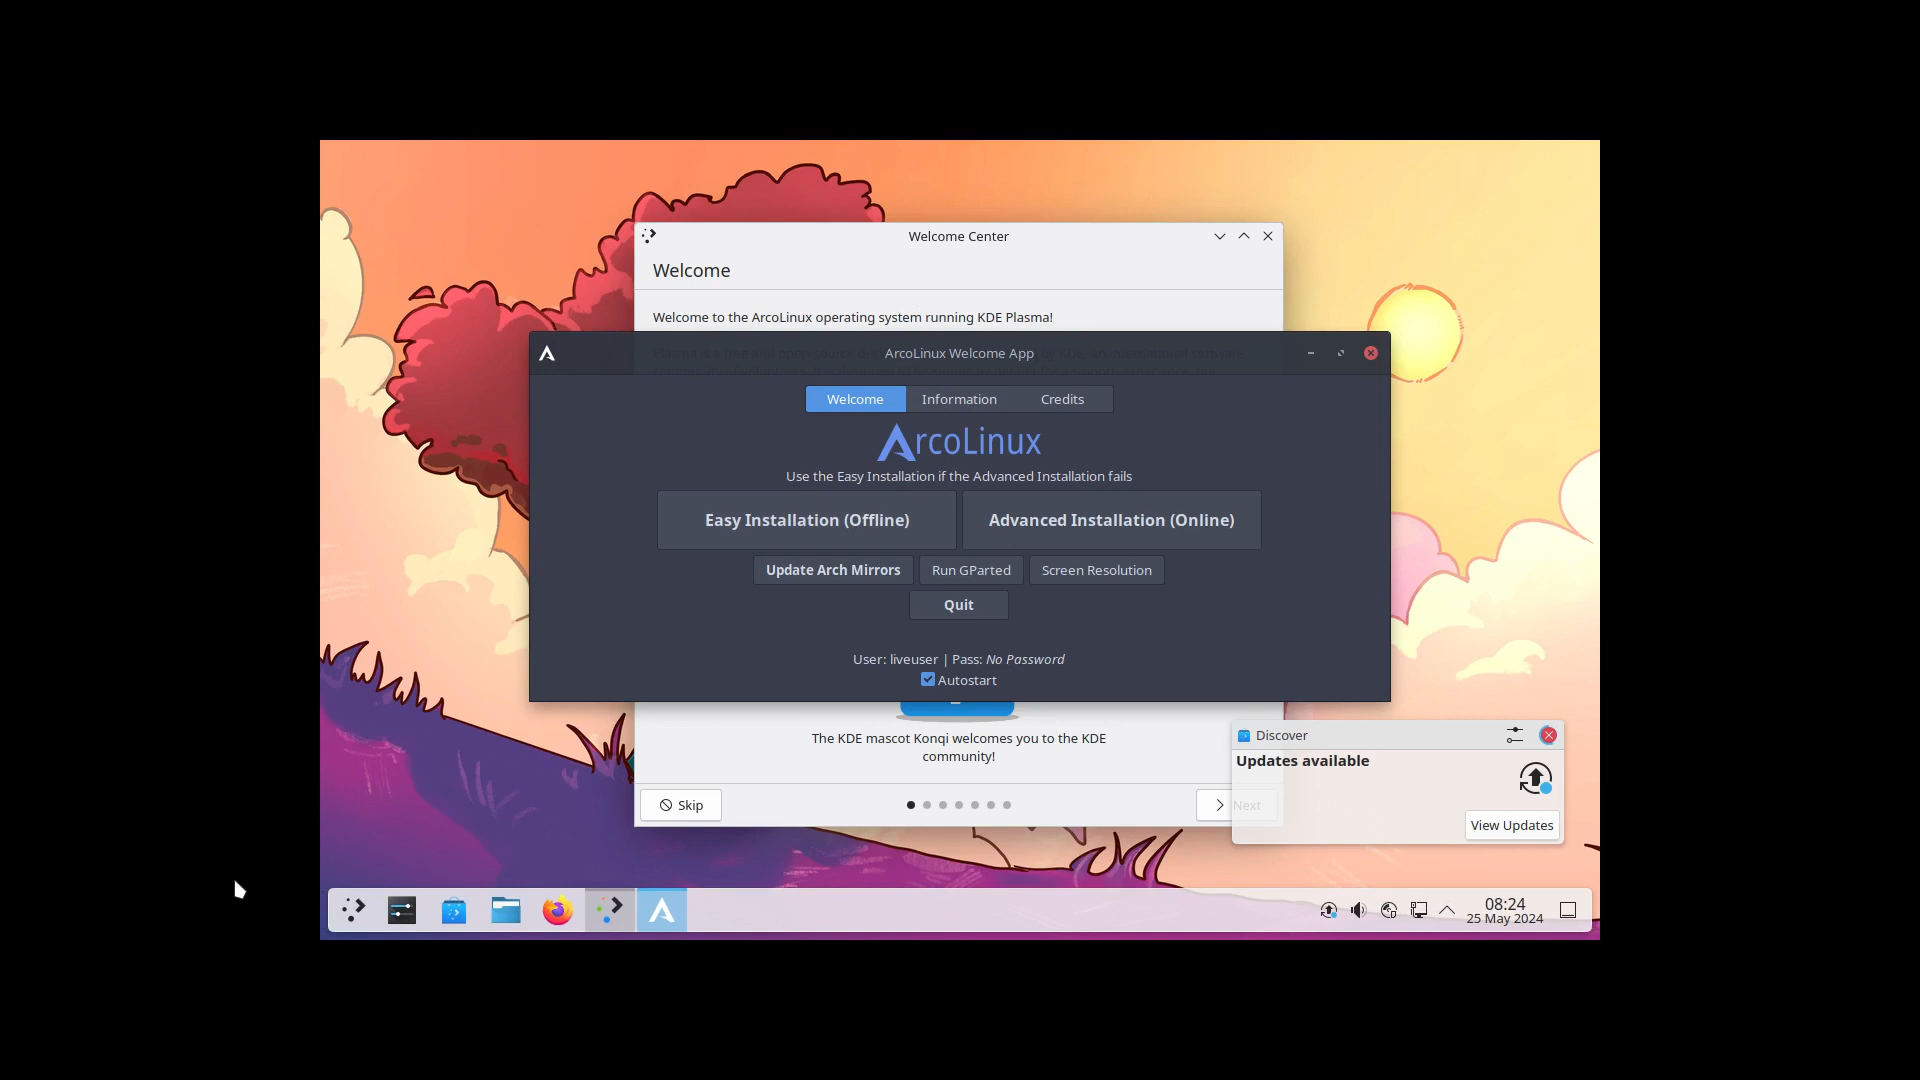 Welcome Center
Welcome
Welcome to the ArcoLinux operating system running KDE Plasma!
ArcoLinux Welcome App
Welcome
Information
Credits
ArcoLinux
Use the Easy Installation if the Advanced Installation fails
Easy Installation (Offline)
Advanced Installation (Online)
Update Arch Mirrors
Run GParted
Screen Resolution
Quit
User: liveuser | Pass: No Password
Autostart
The KDE mascot Konqi welcomes you to the KDE
community!
Skip
Next
Discover
Updates available
View Updates
08:24
25 May 2024